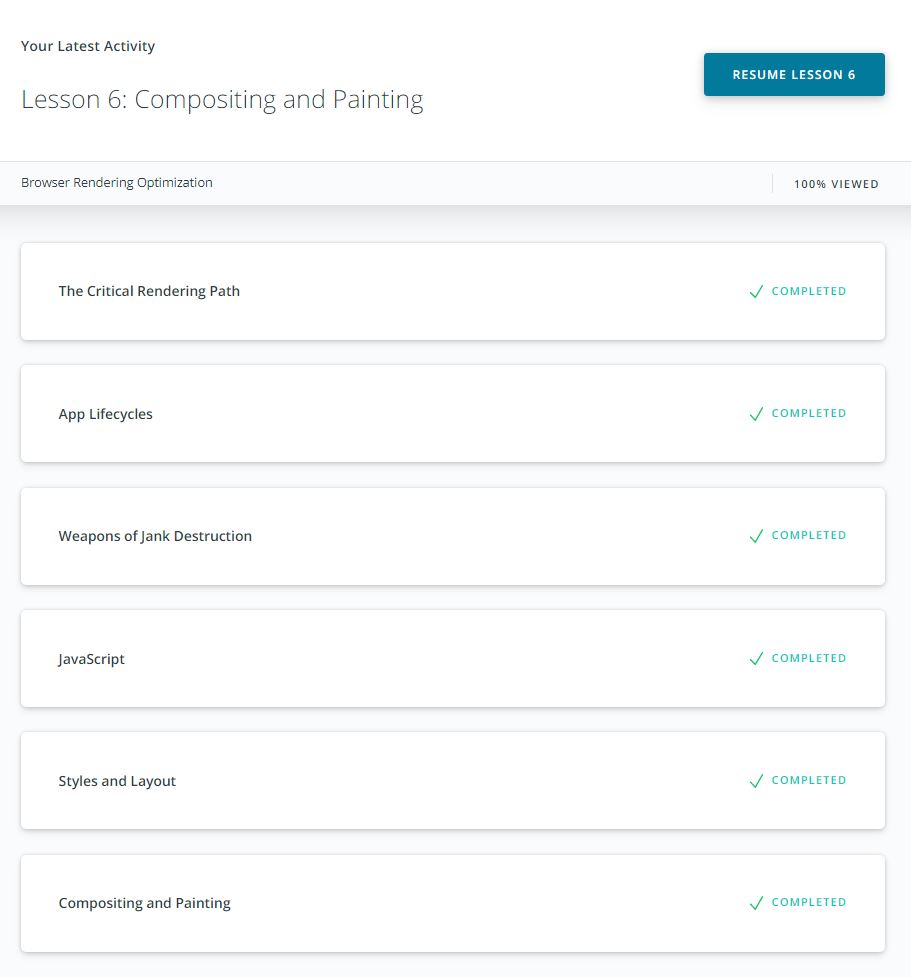 Your Latest Activity
RESUME LESSON 6
Lesson 6: Compositing and Painting
Browser Rendering Optimization
100% VIEWED
The Critical Rendering Path
COMPLETED
App Lifecycles
COMPLETED
Weapons of Jank Destruction
COMPLETED
JavaScript
COMPLETED
Styles and Layout
COMPLETED
Compositing and Painting
COMPLETED